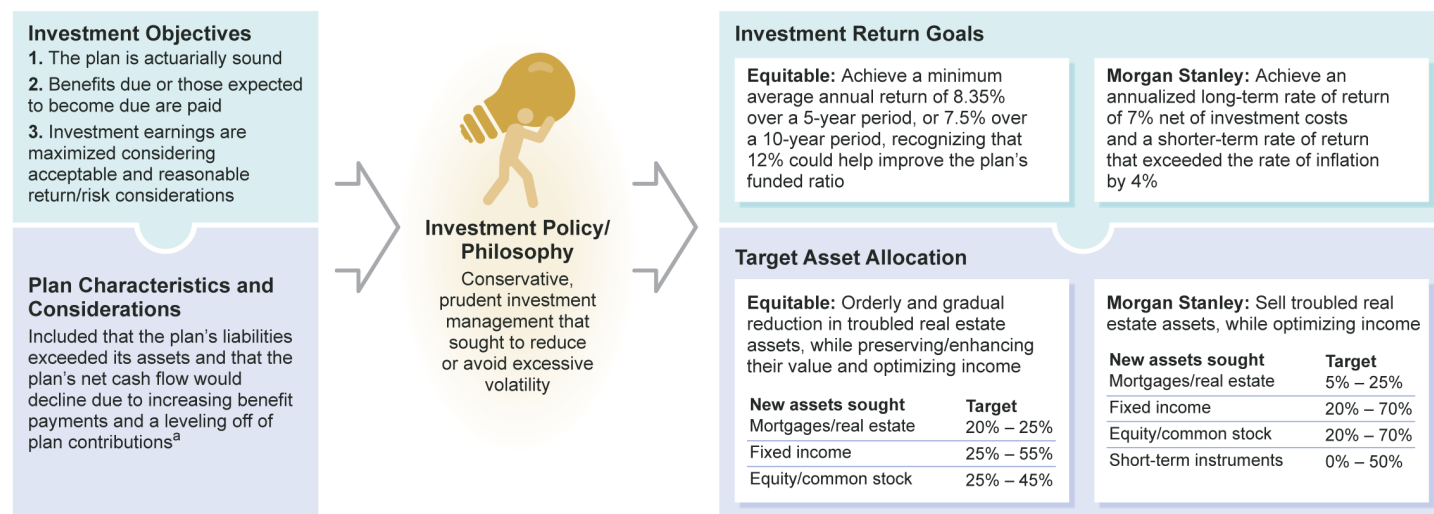 Investment Objectives
1. The plan is actuarially sound
2. Benefits due or those expected
to become due are paid
3. Investment earnings are
maximized considering
acceptable and reasonable
return/risk considerations
Plan Characteristics and
Considerations
Included that the plan’s liabilities
exceeded its assets and that the
plan’s net cash flow would
decline due to increasing benefit
payments and a leveling off of
plan contributionsa
Investment Policy/
Philosophy
Conservative,
prudent investment
management that
sought to reduce
or avoid excessive
volatility
Investment Return Goals
Equitable: Achieve a minimum
average annual return of 8.35%
over a 5-year period, or 7.5% over
a 10-year period, recognizing that
12% could help improve the plan’s
funded ratio
Morgan Stanley: Achieve an
annualized long-term rate of return
of 7% net of investment costs
and a shorter-term rate of return
that exceeded the rate of inflation
by 4%
Target Asset Allocation
Equitable: Orderly and gradual
reduction in troubled real estate
assets, while preserving/enhancing
their value and optimizing income
New assets sought Target
Mortgages/real estate 20% – 25%
Fixed income 25% – 55%
Equity/common stock 25% – 45%
Morgan Stanley: Sell troubled real
estate assets, while optimizing income
New assets sought Target
Mortgages/real estate 5% – 25%
Fixed income 20% – 70%
Equity/common stock 20% – 70%
Short-term instruments 0% – 50%